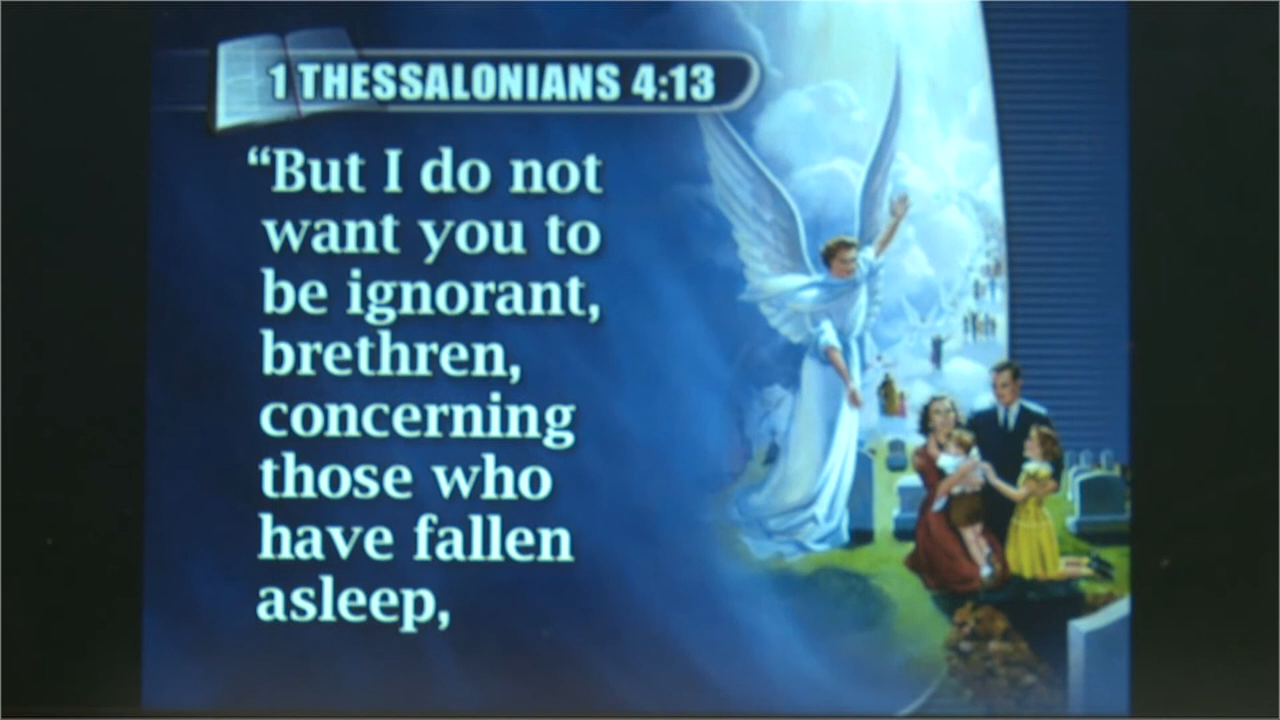 1 THESSALONIANS 4:13
“But I do not
want you to
be ignorant,
brethren,
concerning
those who
have fallen
asleep,